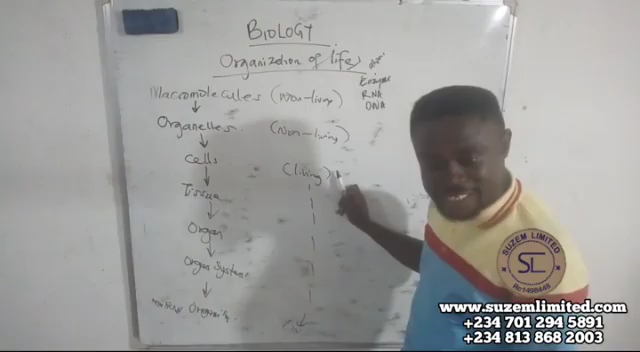 BIOLOGY
Organization of life
Enzyme
Macromolecules (Non-living)
RNA
DNA
Organelles. (Non-living)
Cells
(living)
Tissue
Organ
Organ System
SUZEM LIMITED
SL
Rc1498448
www.suzemlimited.com
+234 701 294 5891
+234 813 868 2003